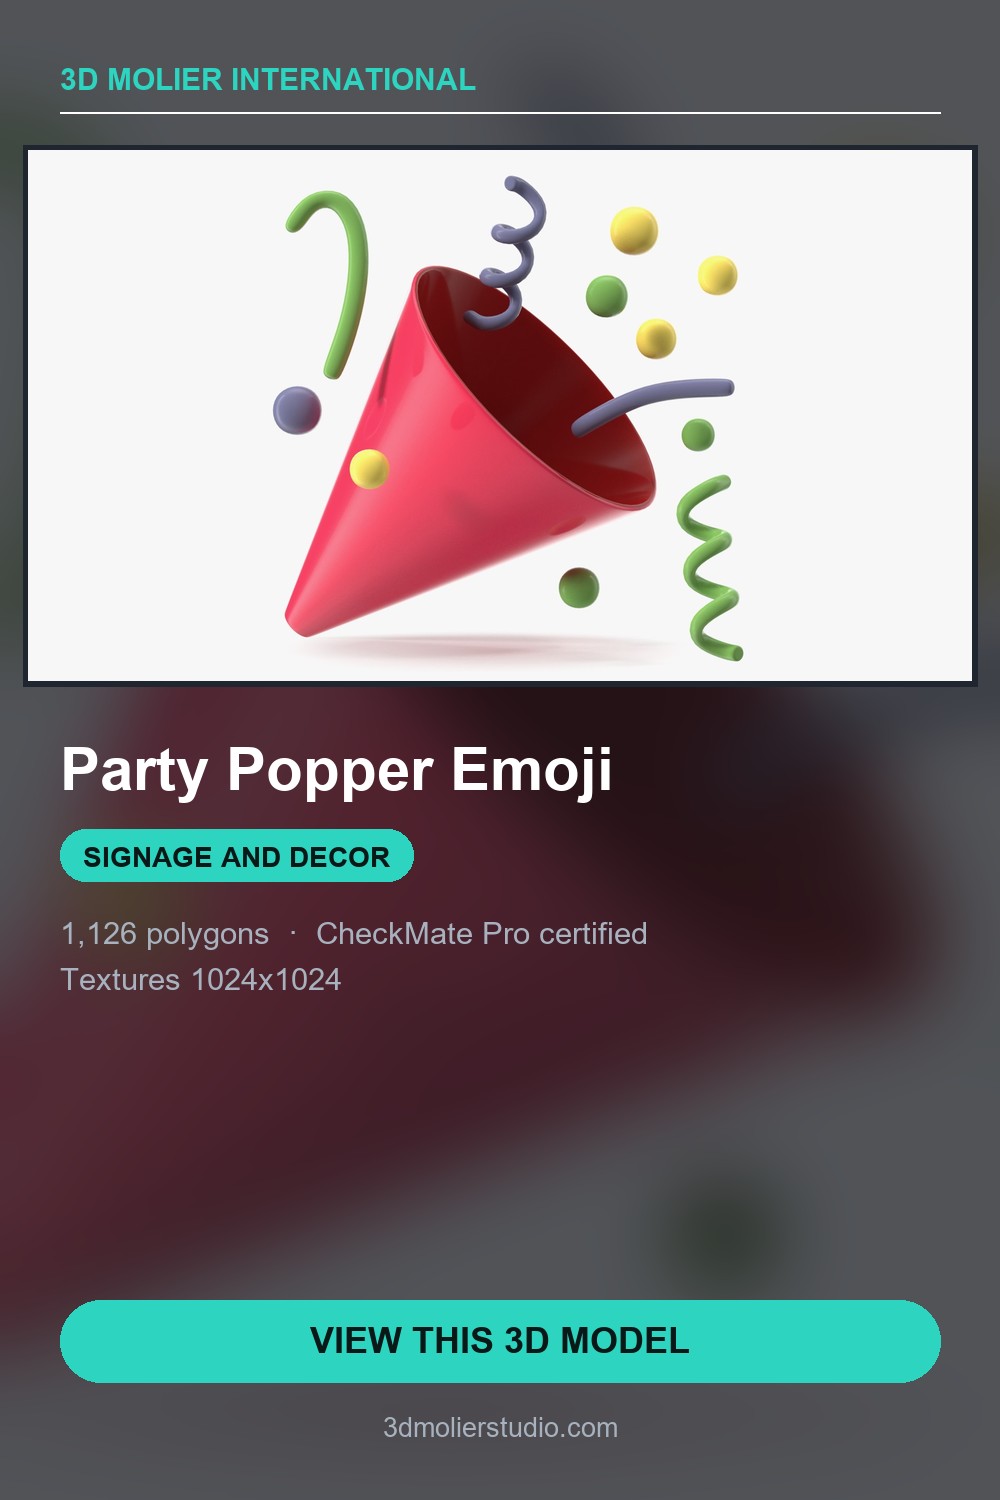 3D MOLIER INTERNATIONAL
Party Popper Emoji
SIGNAGE AND DECOR
1,126 polygons · CheckMate Pro certified
Textures 1024x1024
VIEW THIS 3D MODEL
3dmolierstudio.com